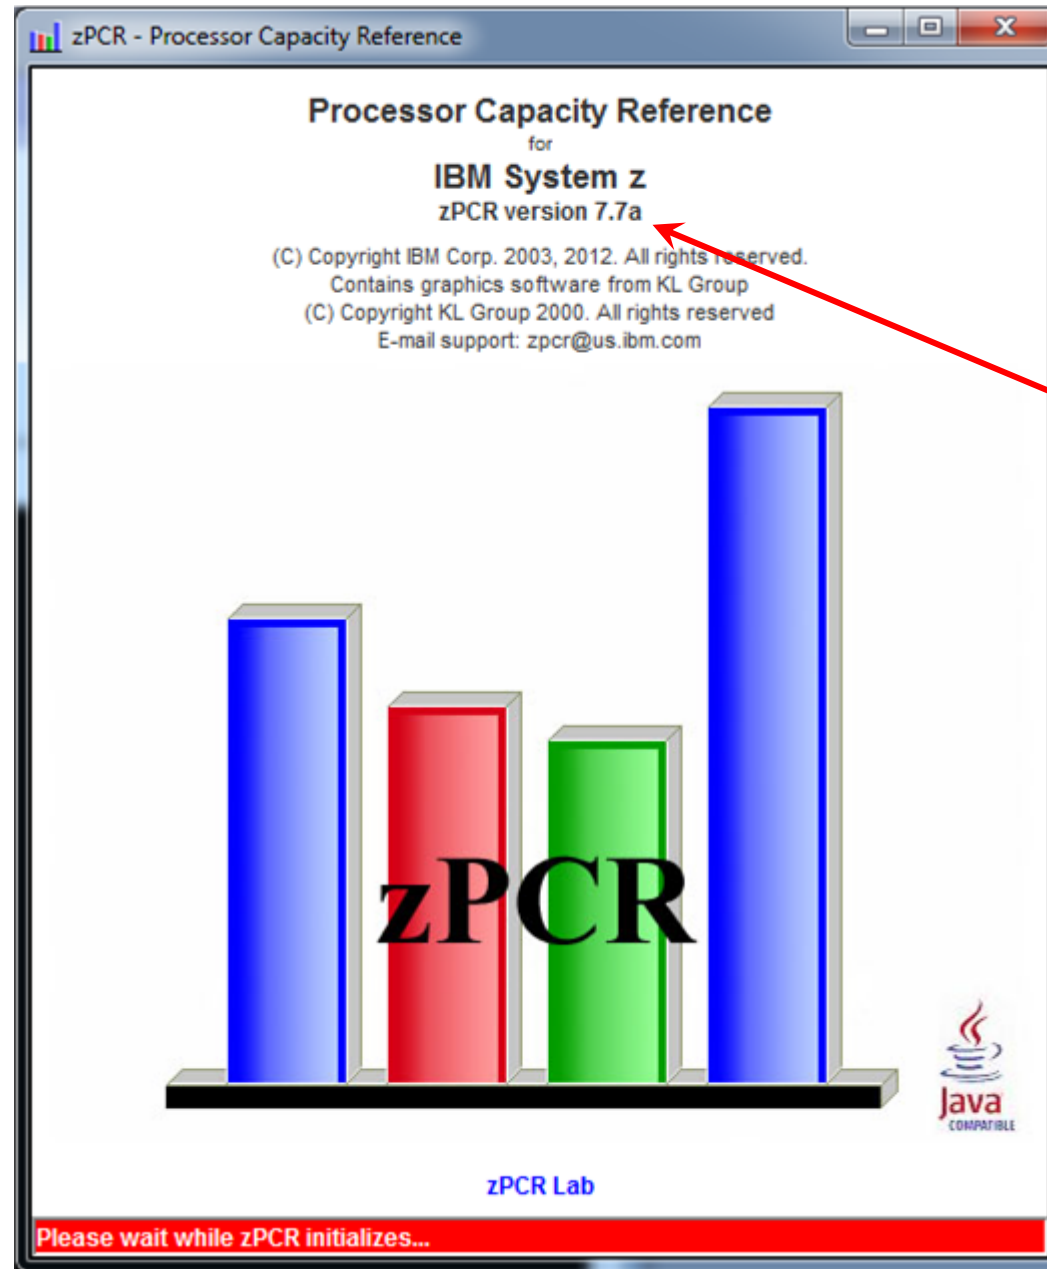 zPCR - Processor Capacity Reference
Processor Capacity Reference
for
IBM System z
zPCR version 7.7a
(C) Copyright IBM Corp. 2003, 2012. All rights reserved.
Contains graphics software from KL Group
(C) Copyright KL Group 2000. All rights reserved
E-mail support: zpcr@us.ibm.com
zPCR
Java
COMPATIBLE
zPCR Lab
Please wait while zPCR initializes...